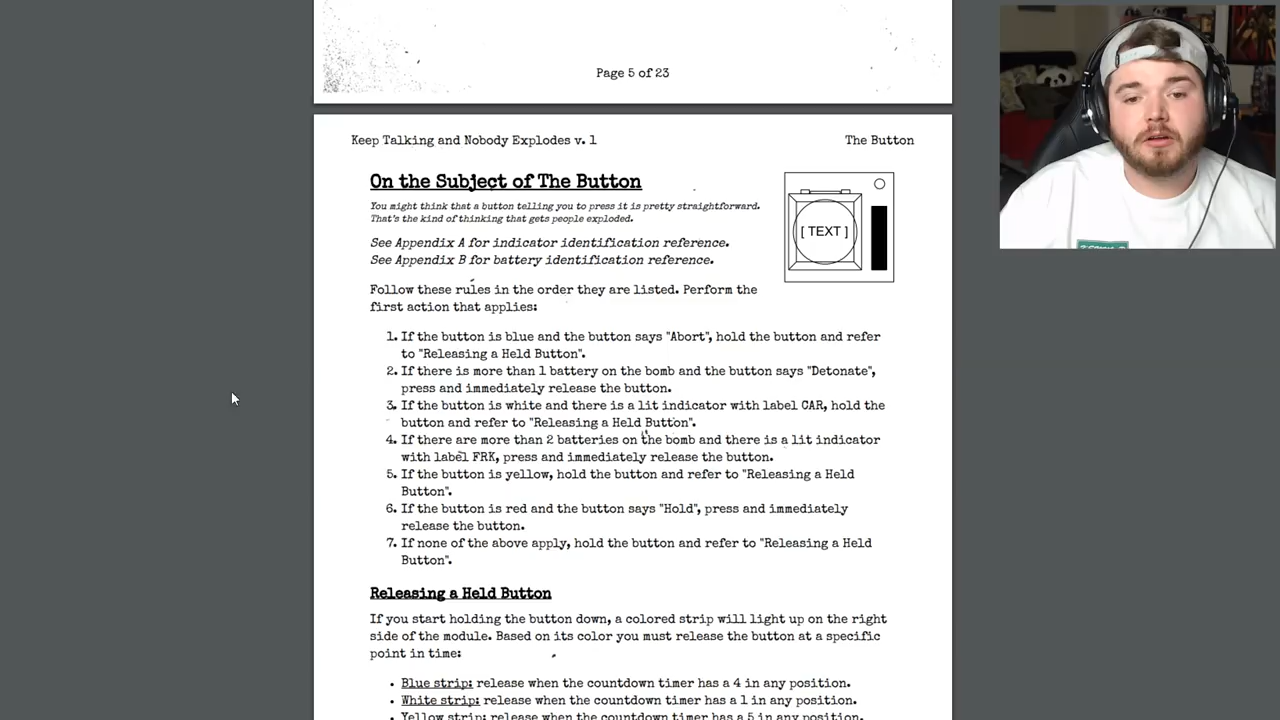 Page 5 of 23
Keep Talking and Nobody Explodes v. 1
The Button
On the Subject of The Button
You might think that a button telling you to press it is pretty straightforward.
That's the kind of thinking that gets people exploded.
See Appendix A for indicator identification reference.
See Appendix B for battery identification reference.
[ TEXT ]
Follow these rules in the order they are listed. Perform the
first action that applies:
1. If the button is blue and the button says "Abort", hold the button and refer
to "Releasing a Held Button".
2. If there is more than 1 battery on the bomb and the button says "Detonate",
press and immediately release the button.
3. If the button is white and there is a lit indicator with label CAR, hold the
button and refer to "Releasing a Held Button".
4. If there are more than 2 batteries on the bomb and there is a lit indicator
with label FRK, press and immediately release the button.
5. If the button is yellow, hold the button and refer to "Releasing a Held
Button".
6. If the button is red and the button says "Hold", press and immediately
release the button.
7. If none of the above apply, hold the button and refer to "Releasing a Held
Button".
Releasing a Held Button
If you start holding the button down, a colored strip will light up on the right
side of the module. Based on its color you must release the button at a specific
point in time:
• Blue strip: release when the countdown timer has a 4 in any position.
• White strip: release when the countdown timer has a 1 in any position.
• Yellow strip: release when the countdown timer has a 5 in any position.